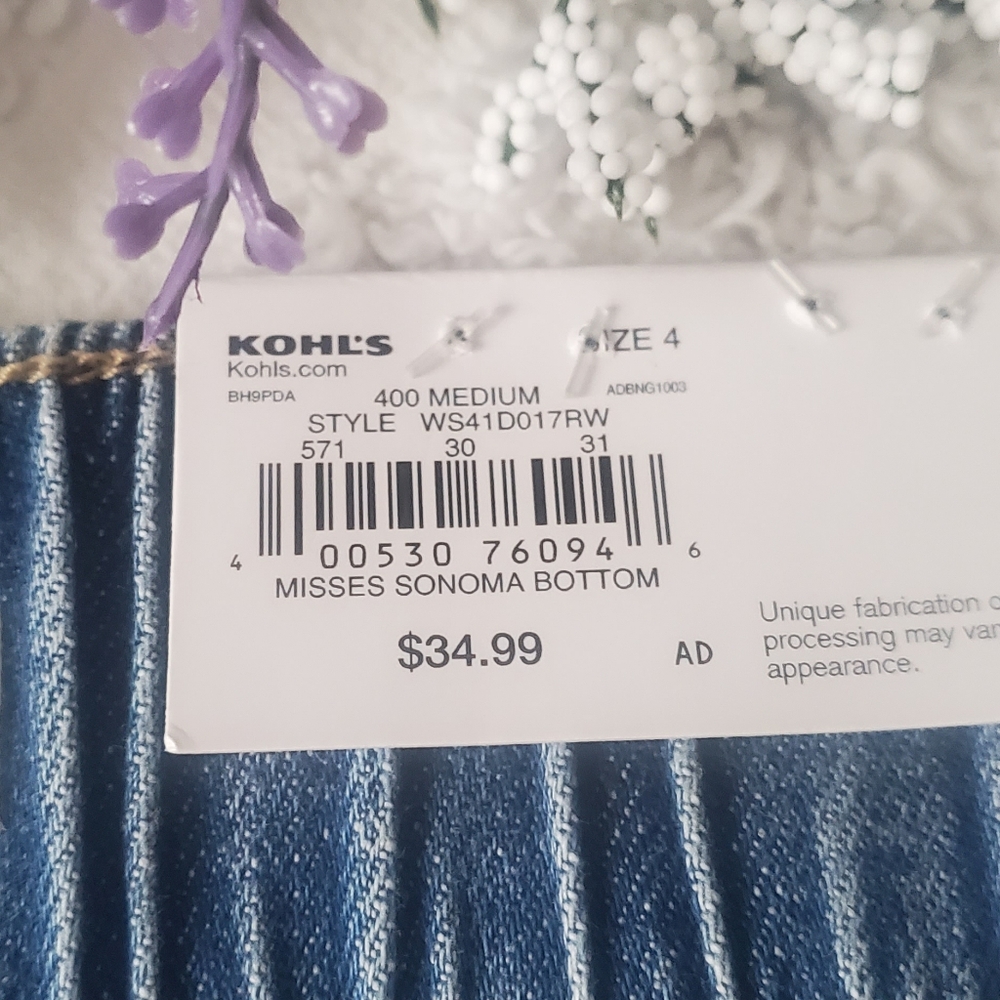 KOHL'S
SIZE 4
Kohls.com
BH9PDA
400 MEDIUM
ADBNG1003
STYLE WS41D017RW
571 30 31
4 00530 76094 6
MISSES SONOMA BOTTOM
$34.99
AD
Unique fabrication
processing may
appearance.